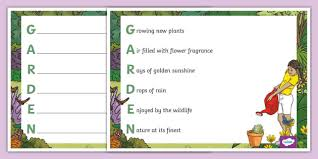 G
A
R
D
E
N
Growing new plants
Air filled with flower fragrance
Rays of golden sunshine
Drops of rain
Enjoyed by the wildlife
Nature at its finest